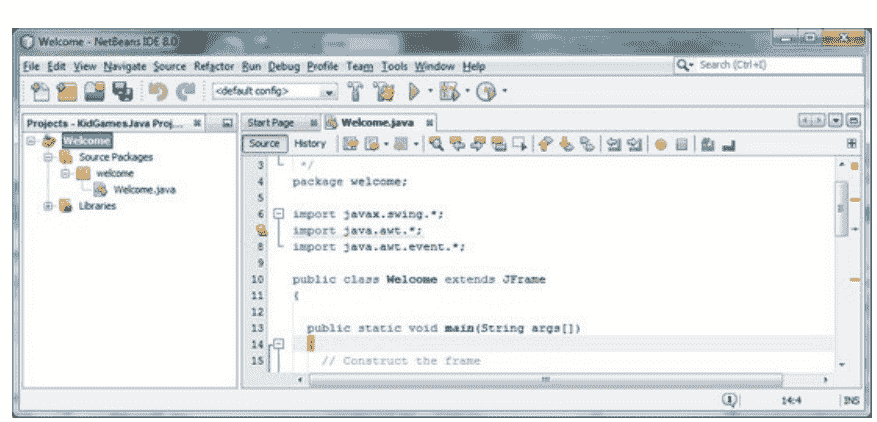 Welcome - NetBeans IDE 8.0
File Edit View Navigate Source Refactor Run Debug Profile Team Tools Window Help
Search (Ctrl+I)
<default config>
Projects - KidGamesJava Proj...
Welcome
Source Packages
welcome
Welcome.java
Libraries
Start Page Welcome.java
Source History
3 */
4 package welcome;
5
6 import javax.swing.*;
import java.awt.*;
8 import java.awt.event.*;
9
10 public class Welcome extends JFrame
11 {
12
13 public static void main(String args[])
14 {
15 // Construct the frame
1 14:4 INS